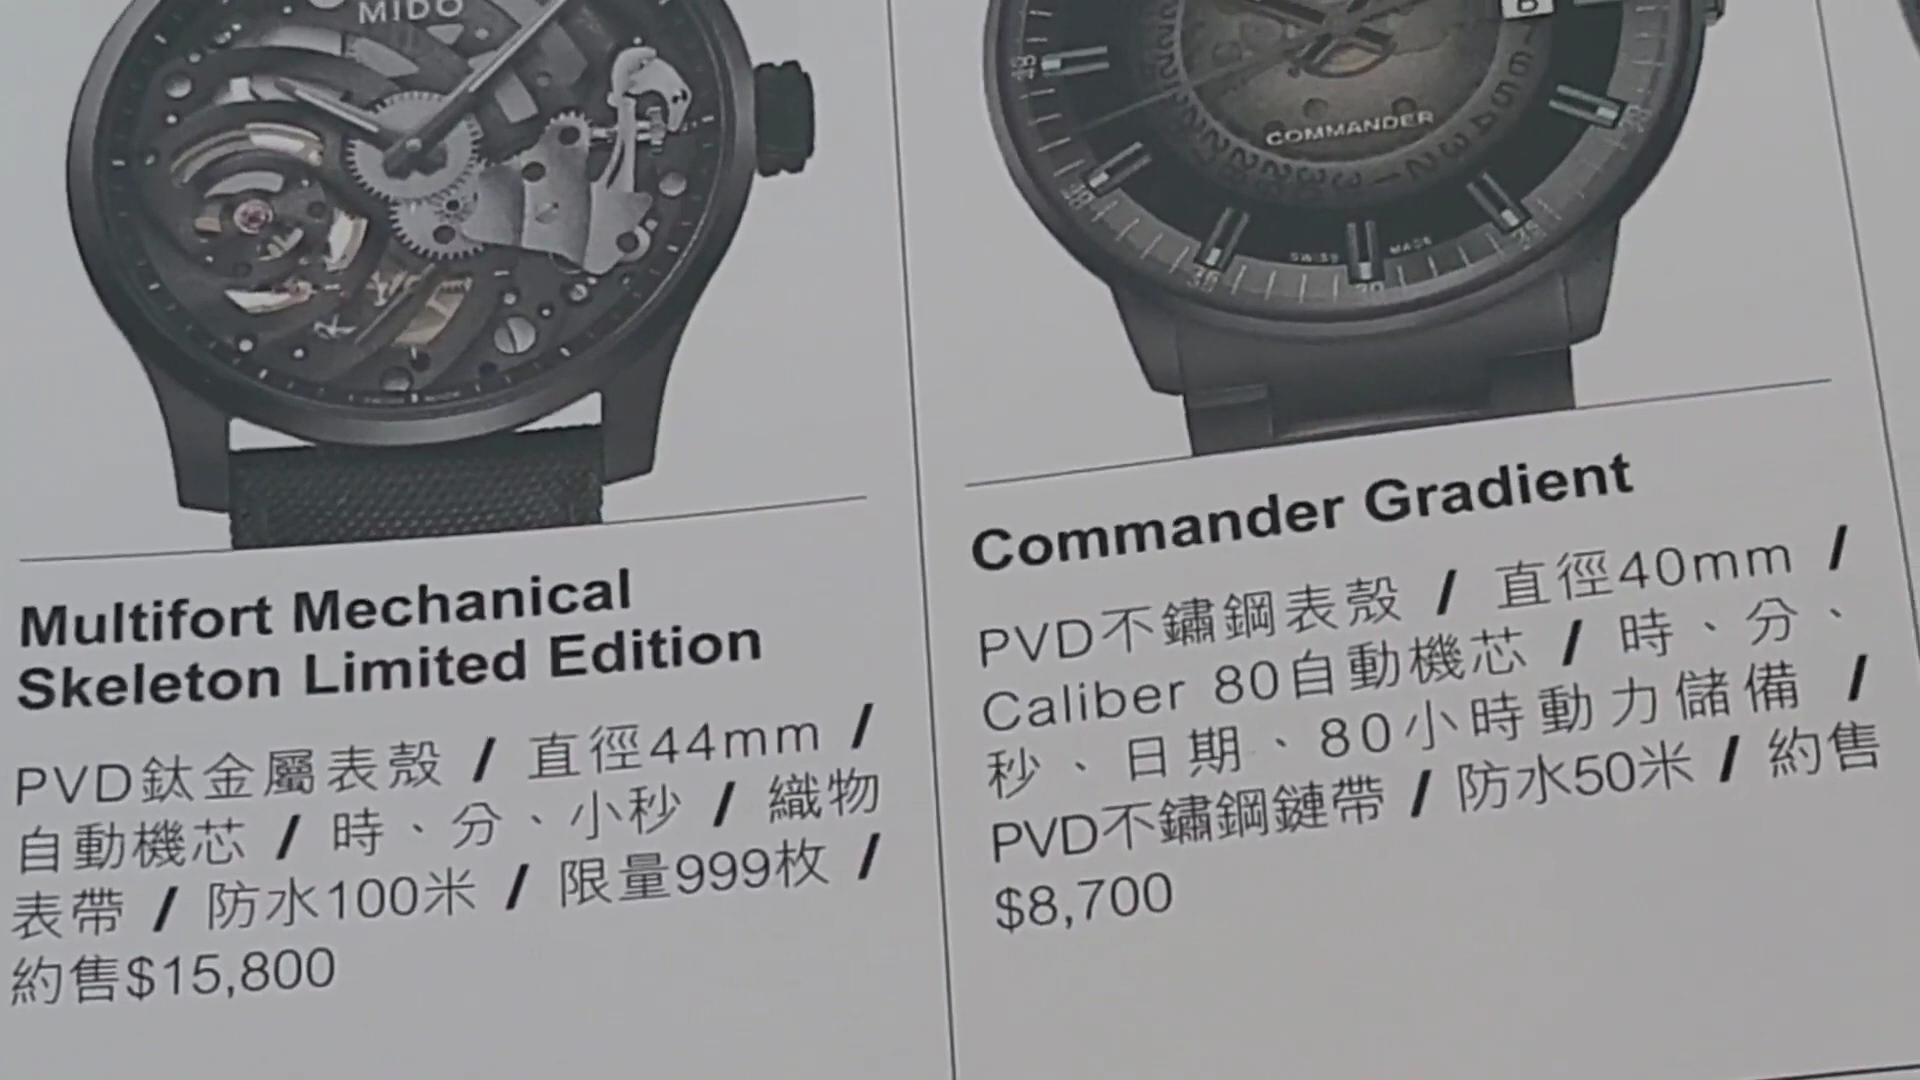 MIDO
COMMANDER
SWISS MADE
Multifort Mechanical
Skeleton Limited Edition
PVD鈦金屬表殼 / 直徑44mm /
自動機芯 / 時、分、小秒 / 織物
表帶 / 防水100米 / 限量999枚 /
約售$15,800
Commander Gradient
PVD不鏽鋼表殼 / 直徑40mm /
Caliber 80自動機芯 / 時、分、
秒、日期、80小時動力儲備 /
PVD不鏽鋼鏈帶 / 防水50米 / 約售
$8,700